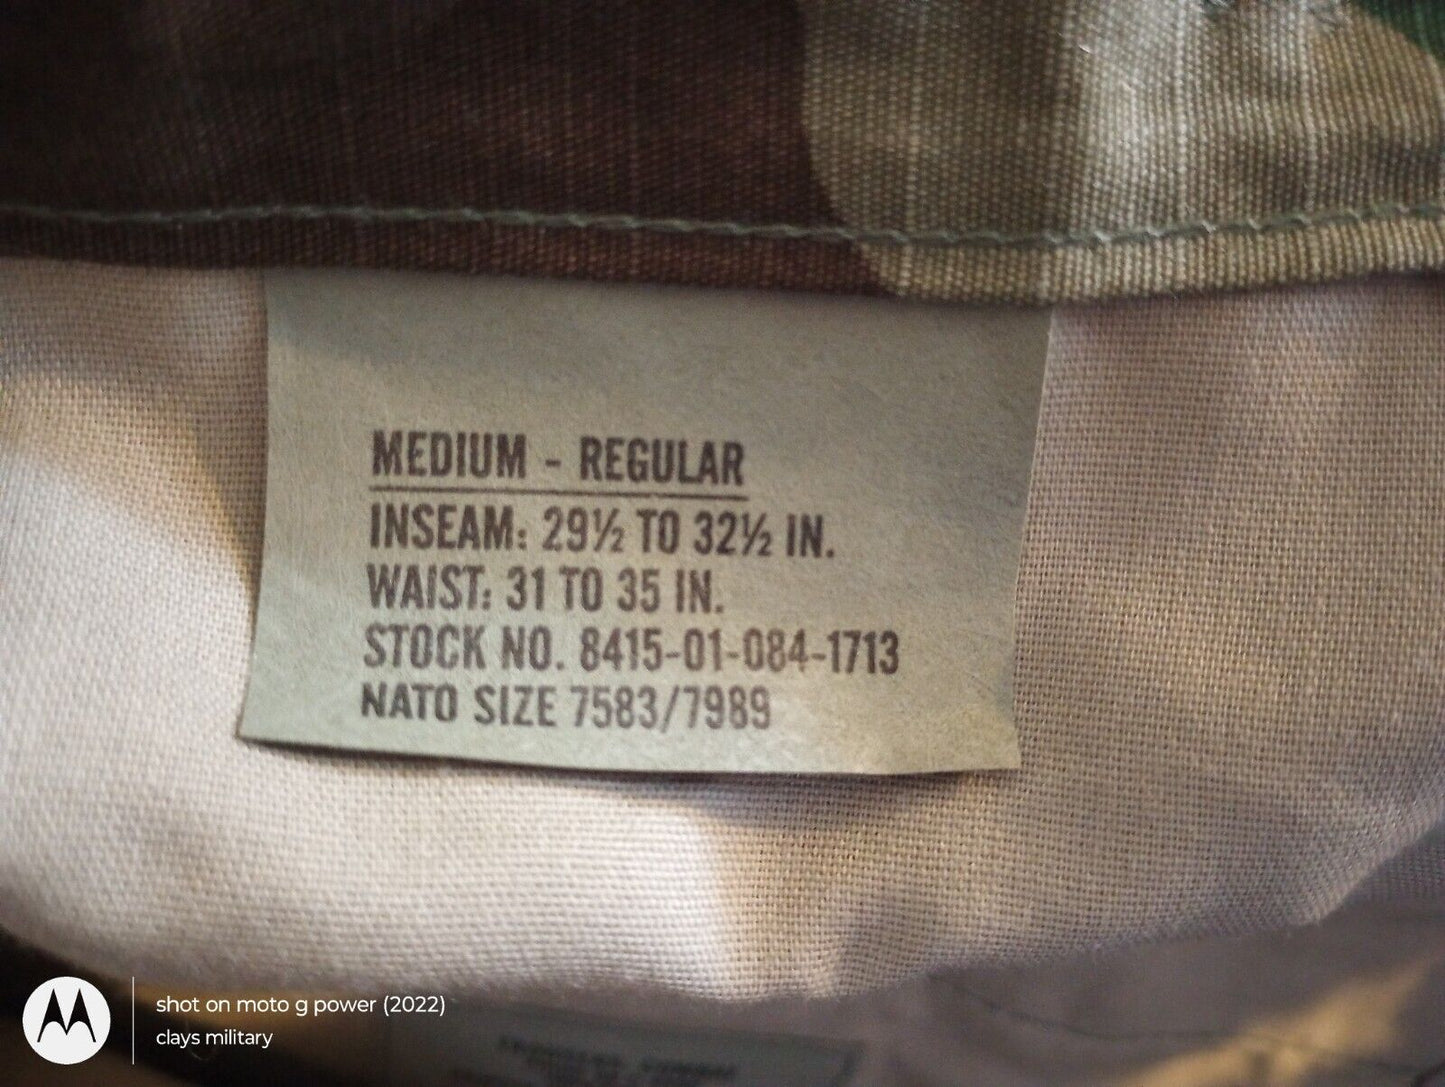 MEDIUM - REGULAR
INSEAM: 29½ TO 32½ IN.
WAIST: 31 TO 35 IN.
STOCK NO. 8415-01-084-1713
NATO SIZE 7583/7989
shot on moto g power (2022)
clays military